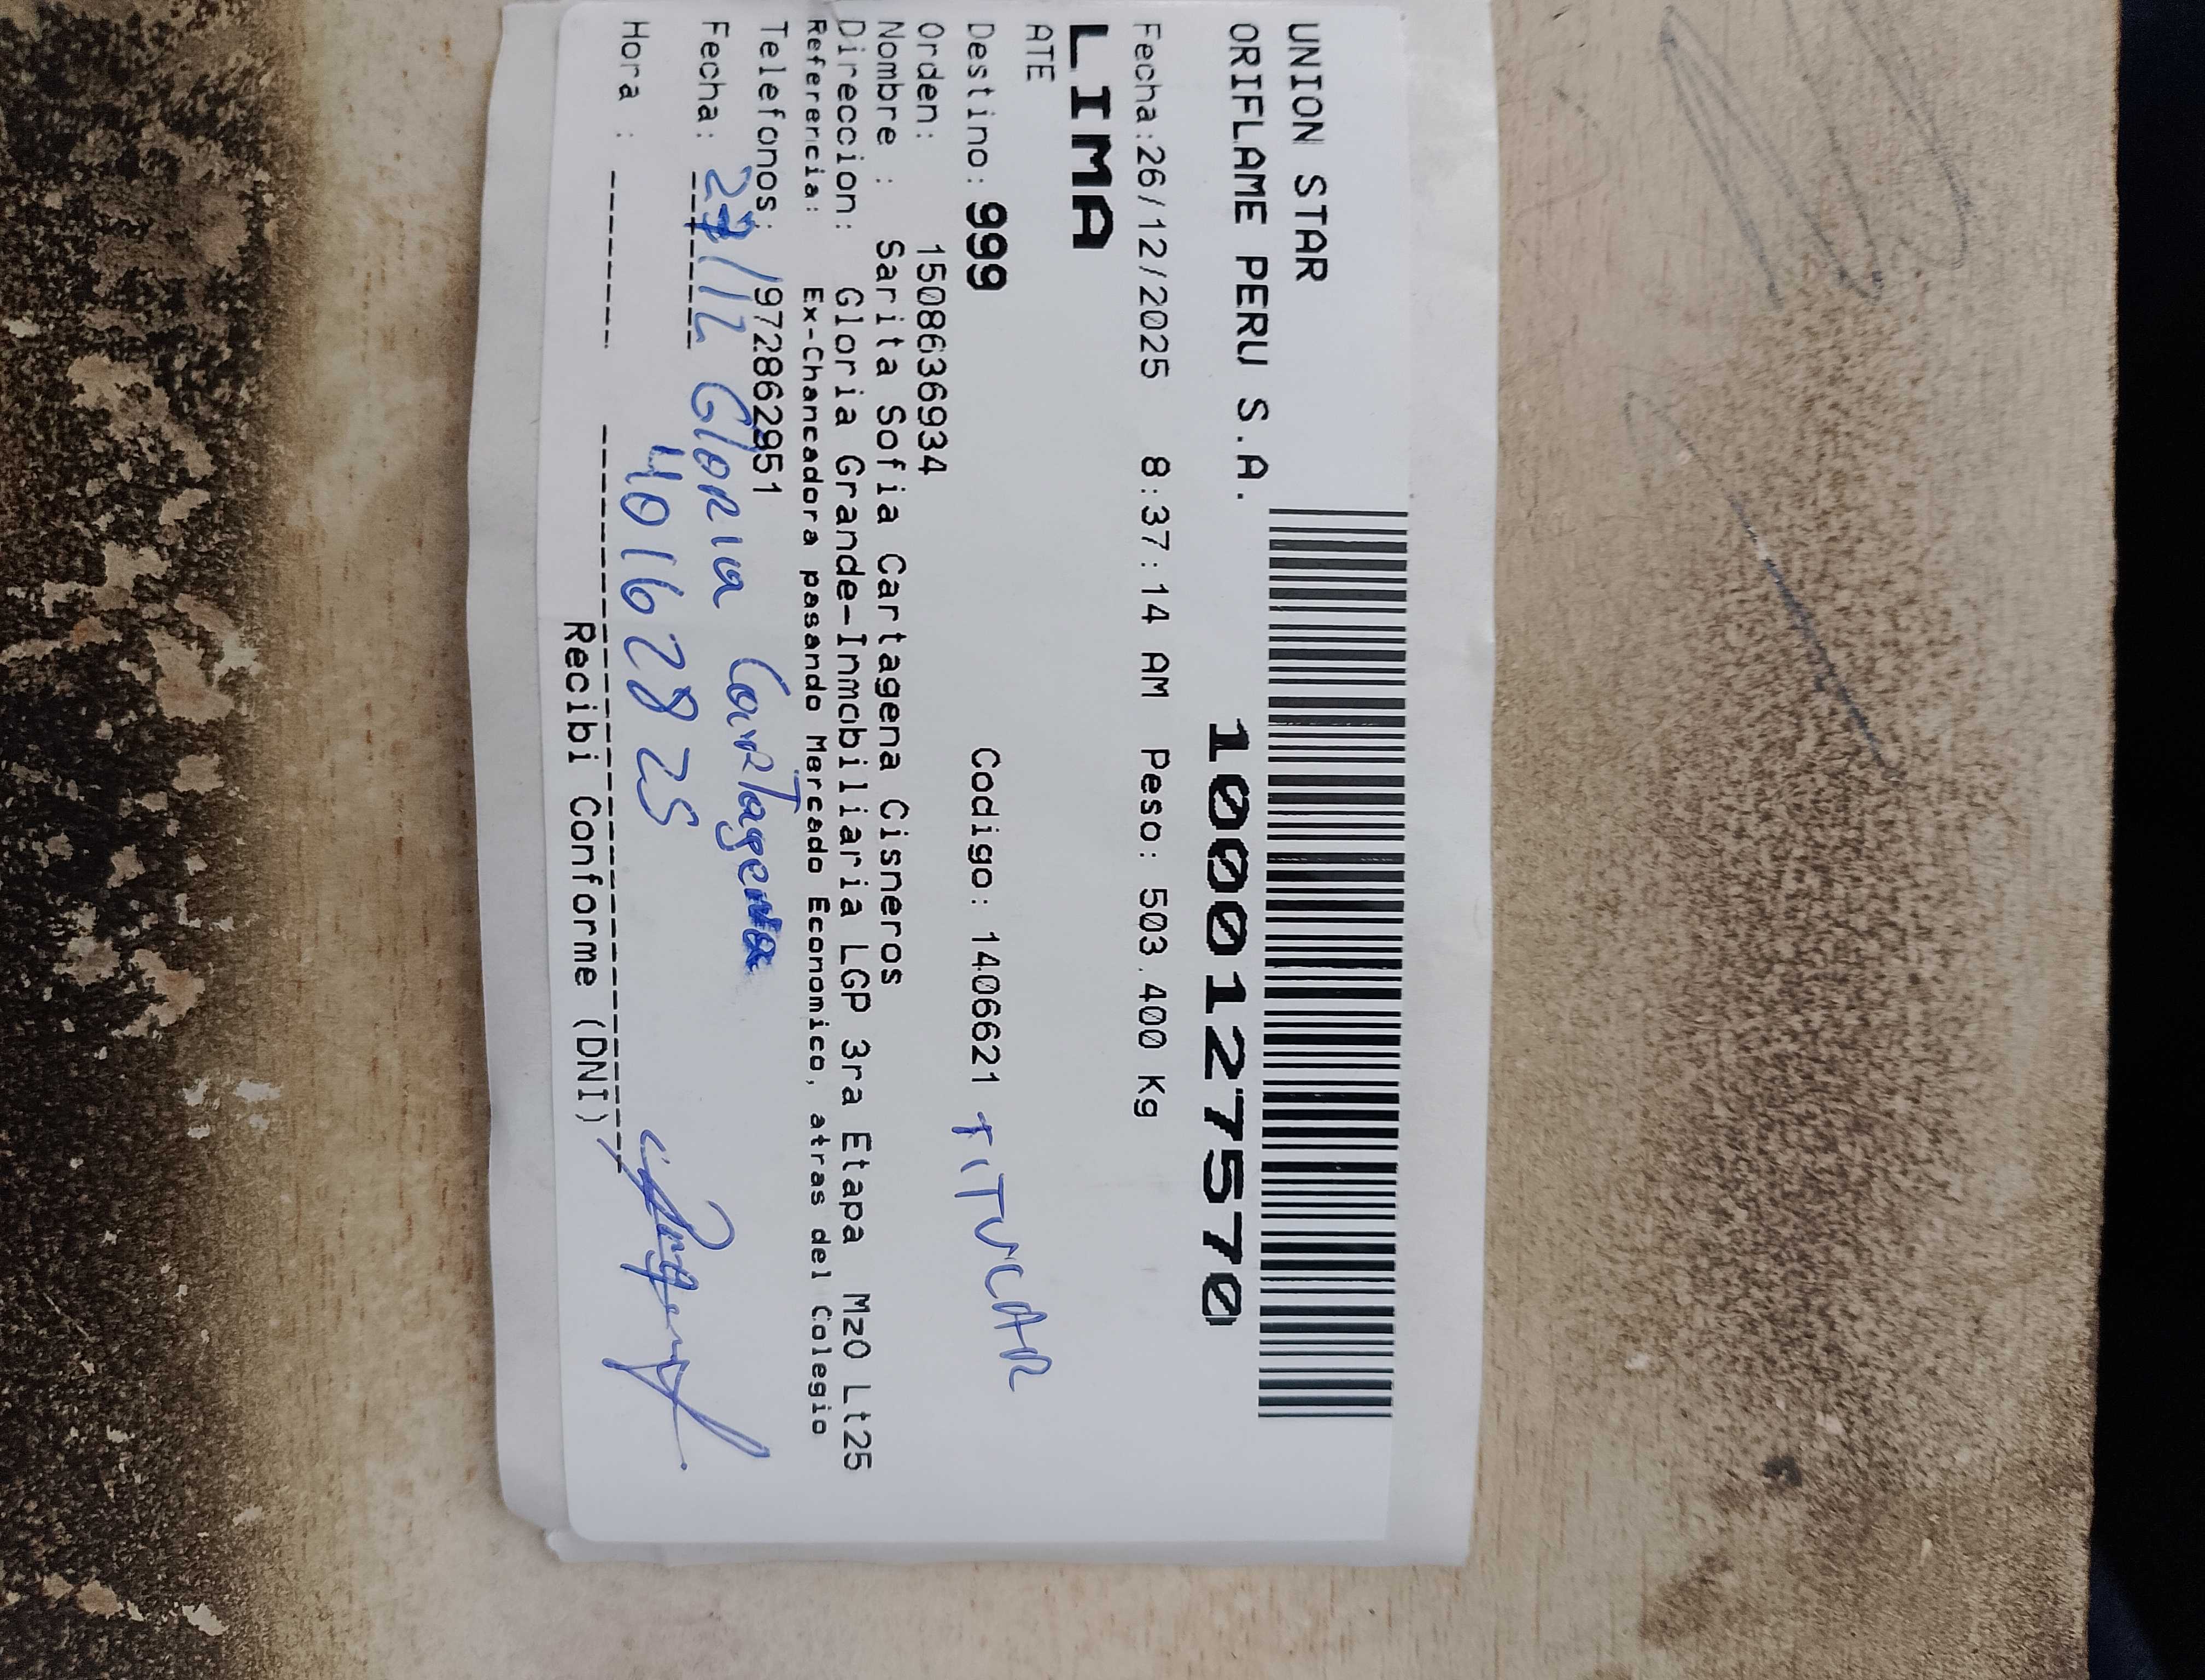 UNION STAR
ORIFLAME PERU S.A.
1000127570
Fecha:26/12/2025 8:37:14 AM Peso: 503.400 Kg
LIMA
ATE
Destino: 999 Codigo: 1406621 TITULAR
Orden: 1508636934
Nombre : Sarita Sofia Cartagena Cisneros
Direccion: Gloria Grande-Inmobiliaria LGP 3ra Etapa MzO Lt25
Referencia: Ex-Chancadora pasando Mercado Economico, atras del Colegio
Telefonos: 972862951
Fecha: 27/12 Gloria Cartagena
Hora : 40162825
Recibi Conforme (DNI)